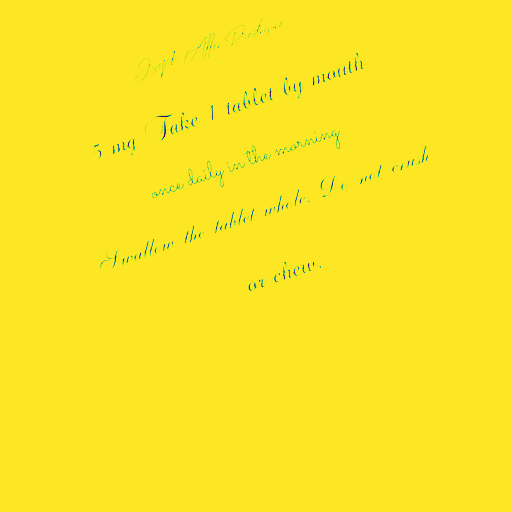 5 mg Take 1 tablet by mouth
once daily in the morning
Swallow the tablet whole. Do not crush
or chew.